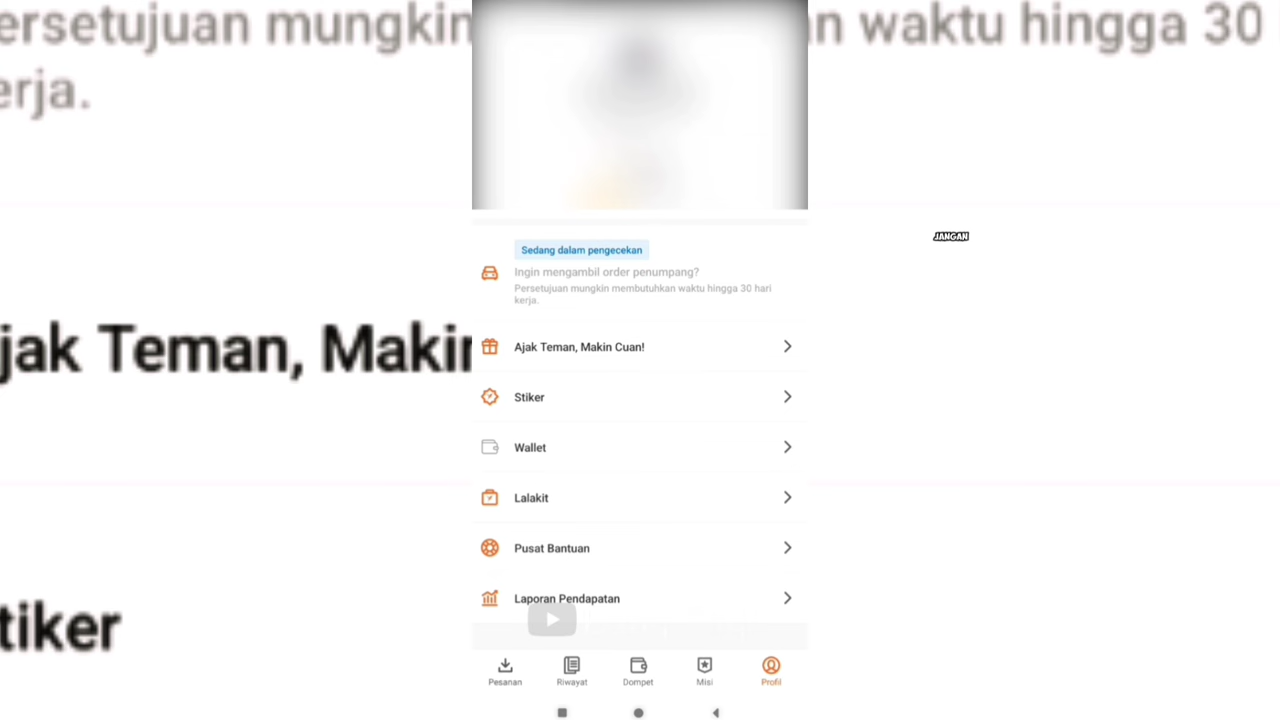 ersetujuan mungkin
n waktu hingga 30
erja.
JANGAN
Sedang dalam pengecekan
Ingin mengambil order penumpang?
Persetujuan mungkin membutuhkan waktu hingga 30 hari
kerja.
jak Teman, Makin
Ajak Teman, Makin Cuan!
Stiker
Wallet
Lalakit
Pusat Bantuan
Laporan Pendapatan
tiker
Pesanan
Riwayat
Dompet
Misi
Profil